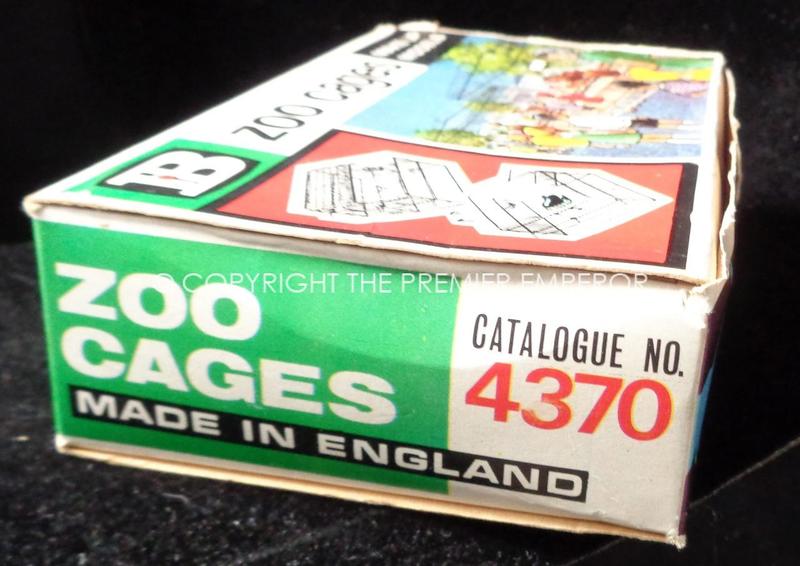 B
zoo cages
© COPYRIGHT THE PREMIER EMPEROR
ZOO
CAGES
MADE IN ENGLAND
CATALOGUE NO.
4370